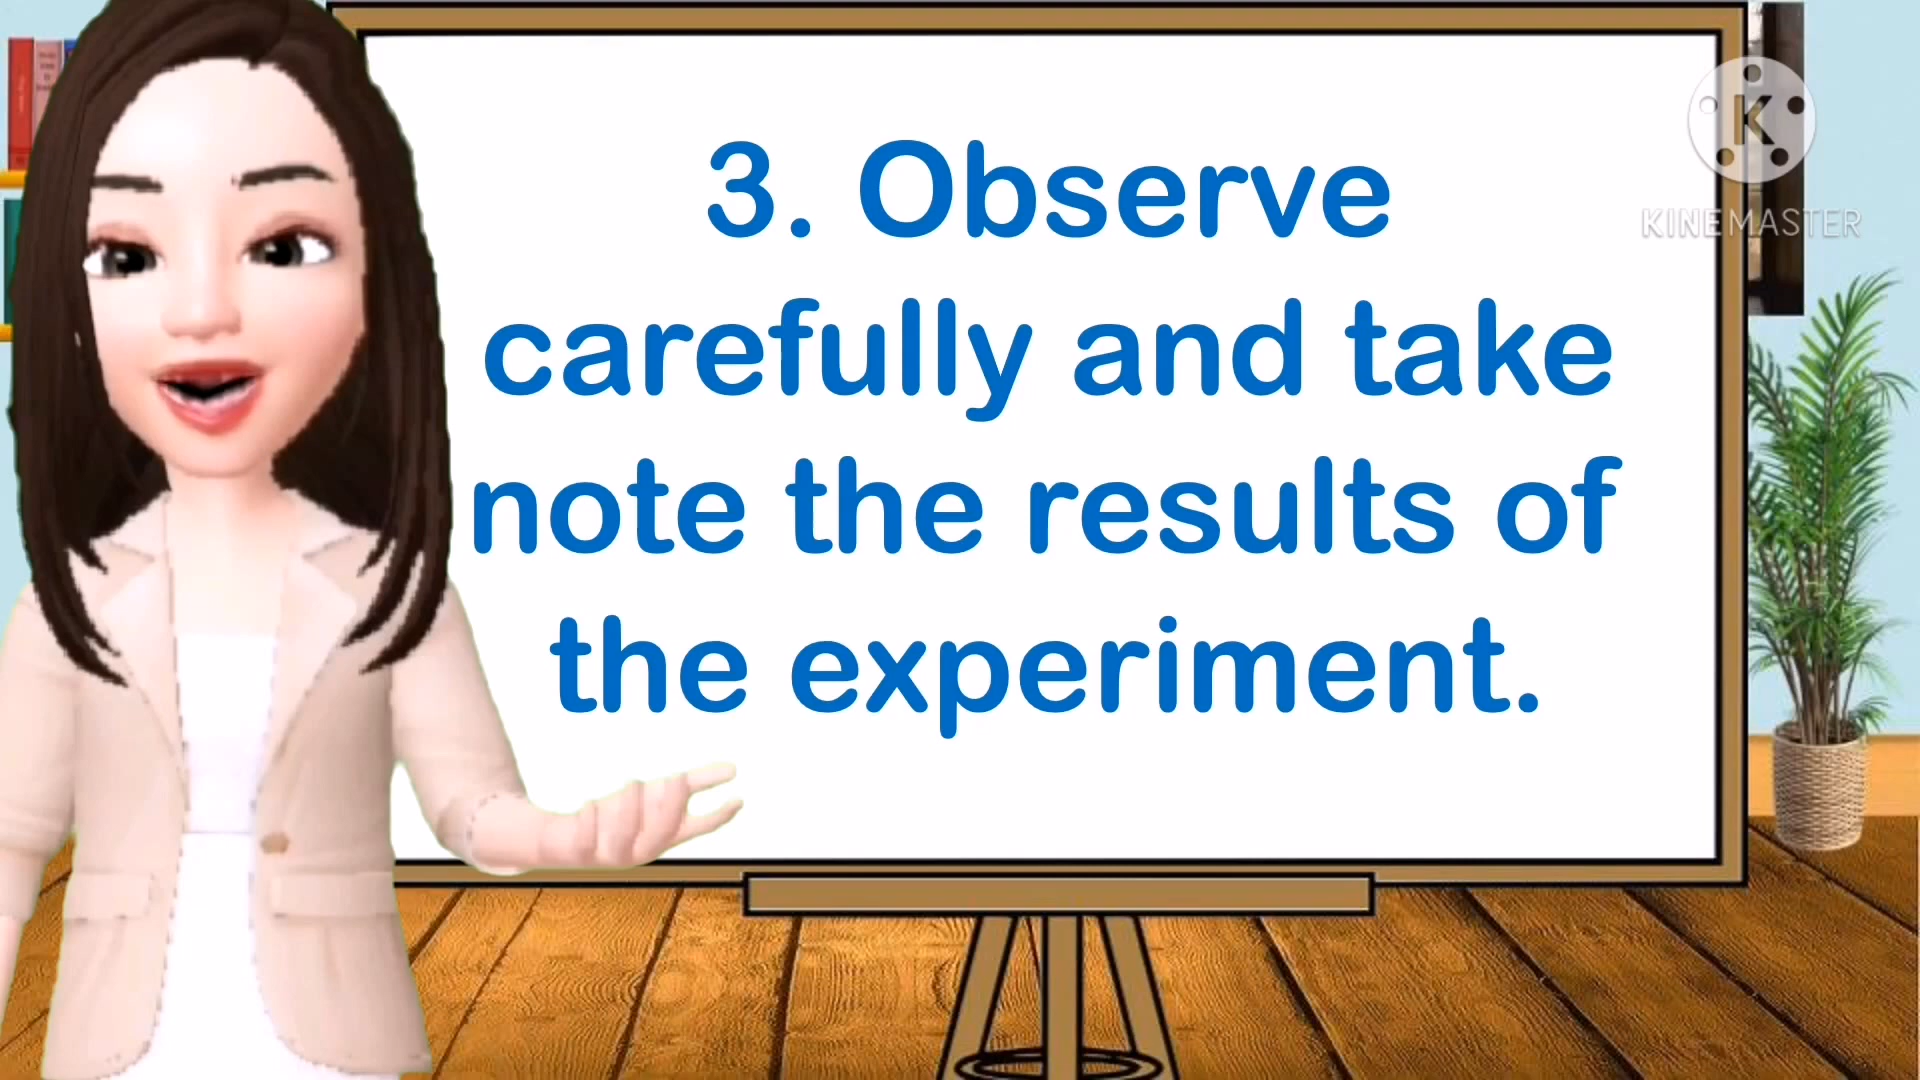 3. Observe
carefully and take
note the results of
the experiment.
K
KINEMASTER